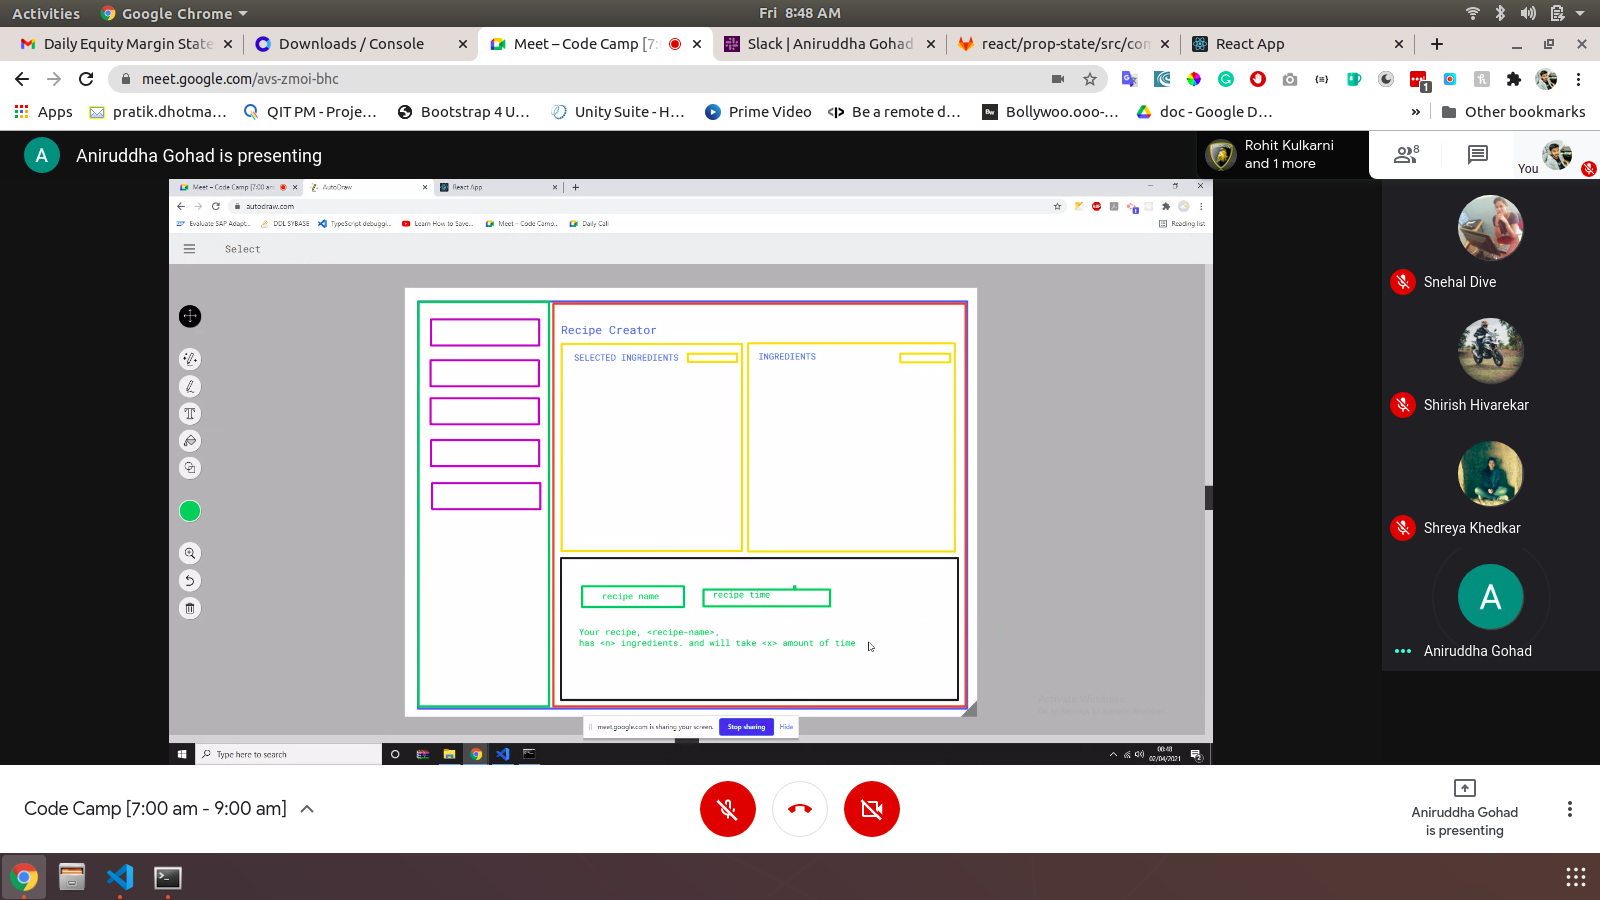 Activities
Google Chrome
Fri 8:48 AM
Daily Equity Margin State
Downloads / Console
Meet – Code Camp [7:
Slack | Aniruddha Gohad
react/prop-state/src/con
React App
meet.google.com/avs-zmoi-bhc
1
Apps
pratik.dhotma...
QIT PM - Proje...
Bootstrap 4 U...
Unity Suite - H...
Prime Video
Be a remote d...
Bw
Bollywoo.ooo-...
doc - Google D...
»
Other bookmarks
A
Aniruddha Gohad is presenting
Rohit Kulkarni
and 1 more
8
You
Meet – Code Camp [7:00 am
AutoDraw
React App
autodraw.com
Evaluate SAP Adapt...
DDL SYBASE
TypeScript debuggi...
Learn How to Save...
Meet – Code Camp...
Daily Call
Reading list
Select
Recipe Creator
SELECTED INGREDIENTS
INGREDIENTS
recipe name
recipe time
Your recipe, <recipe-name>,
has <n> ingredients. and will take <x> amount of time
meet.google.com is sharing your screen.
Stop sharing
Hide
Type here to search
08:48
02/04/2021
Snehal Dive
Shirish Hivarekar
Shreya Khedkar
A
Aniruddha Gohad
Code Camp [7:00 am - 9:00 am]
Aniruddha Gohad
is presenting